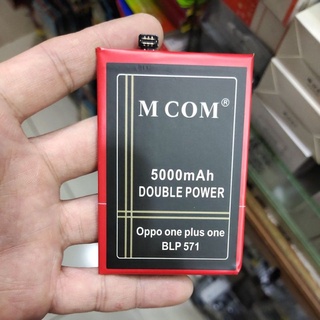 M COM®
5000mAh
DOUBLE POWER
Oppo one plus one
BLP 571